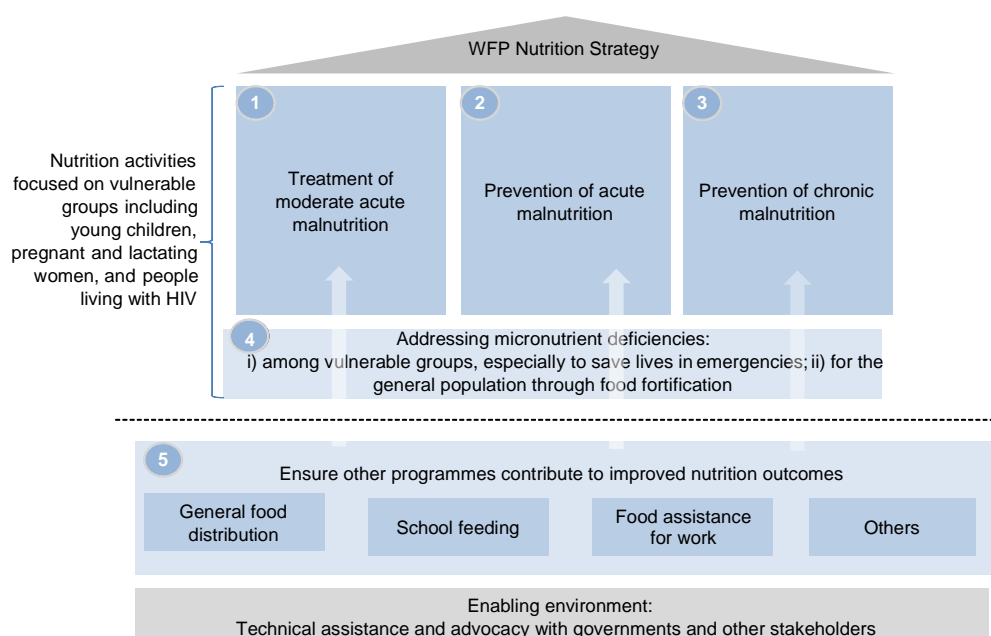 WFP Nutrition Strategy
1
2
3
Nutrition activities
focused on vulnerable
groups including
young children,
pregnant and lactating
women, and people
living with HIV
Treatment of
moderate acute
malnutrition
Prevention of acute
malnutrition
Prevention of chronic
malnutrition
4
Addressing micronutrient deficiencies:
i) among vulnerable groups, especially to save lives in emergencies; ii) for the
general population through food fortification
5
Ensure other programmes contribute to improved nutrition outcomes
General food
distribution
School feeding
Food assistance
for work
Others
Enabling environment:
Technical assistance and advocacy with governments and other stakeholders